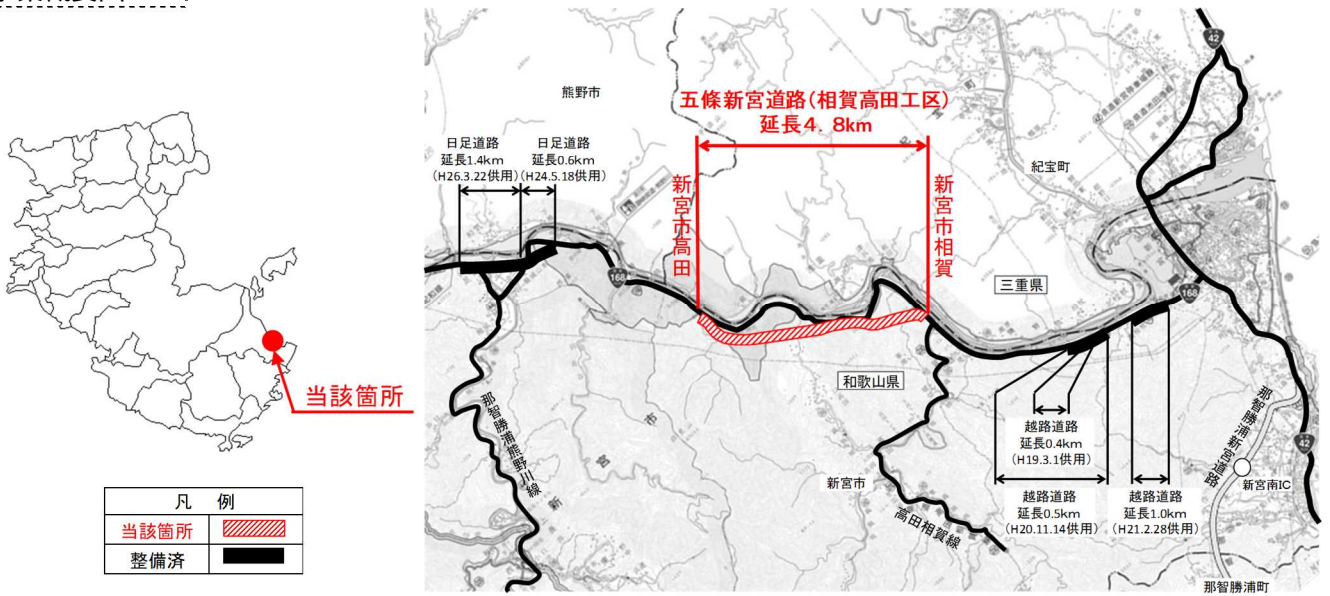 熊野市
五條新宮道路(相賀高田工区)
延長4.8km
日足道路
延長1.4km
(H26.3.22供用)
日足道路
延長0.6km
(H24.5.18供用)
新宮市高田
新宮市相賀
紀宝町
42
168
三重県
168
当該箇所
和歌山県
那智勝浦熊野川線
新宮市
新宮市
高田相賀線
越路道路
延長0.4km
(H19.3.1供用)
越路道路
延長0.5km
(H20.11.14供用)
越路道路
延長1.0km
(H21.2.28供用)
那智勝浦新宮道路
42
新宮南IC
那智勝浦町
凡 例
当該箇所
整備済